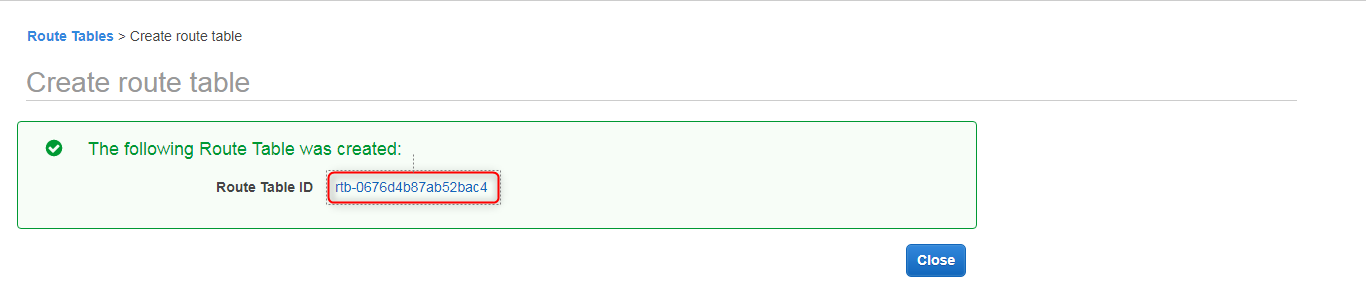 Route Tables > Create route table
Create route table
The following Route Table was created:
Route Table ID rtb-0676d4b87ab52bac4
Close